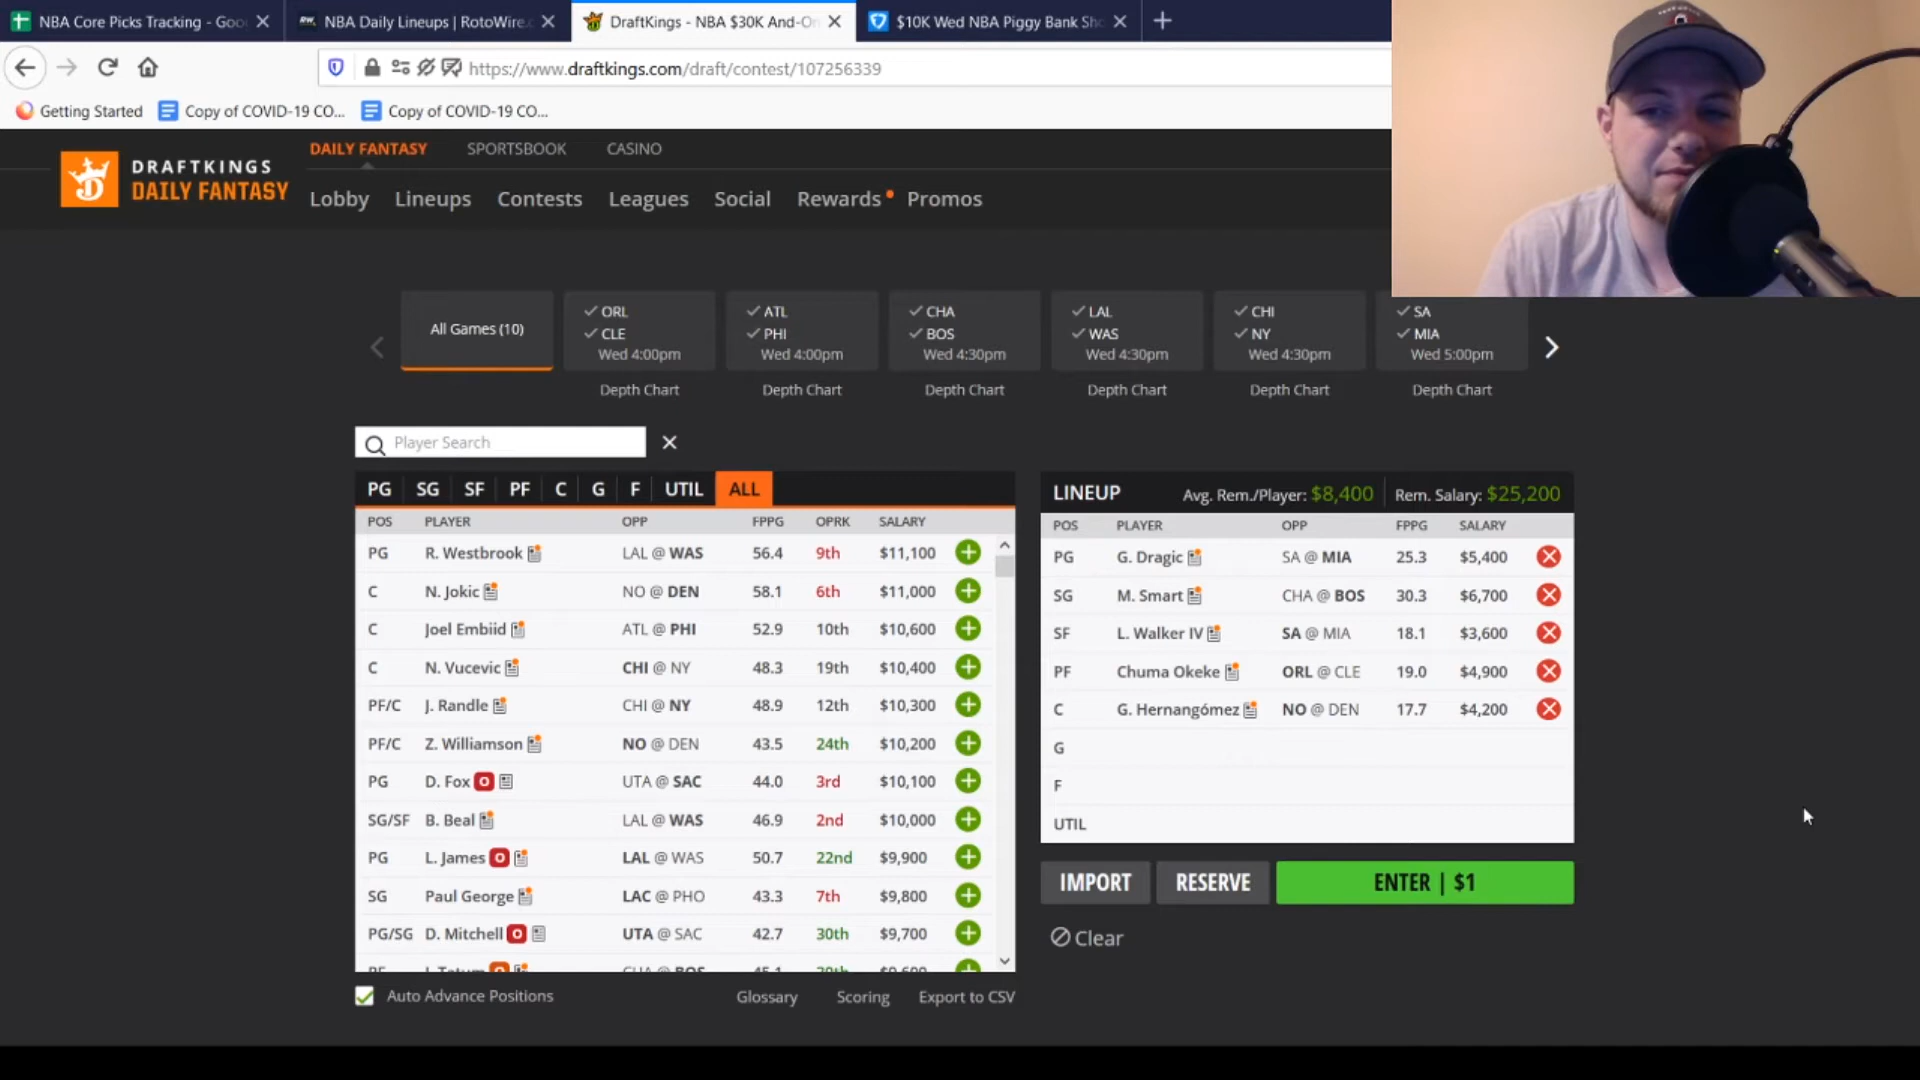 NBA Core Picks Tracking - Goo
NBA Daily Lineups | RotoWire.c
DraftKings - NBA $30K And-On
$10K Wed NBA Piggy Bank Sho
https://www.draftkings.com/draft/contest/107256339
Getting Started
Copy of COVID-19 CO...
Copy of COVID-19 CO...
DRAFTKINGS
DAILY FANTASY
DAILY FANTASY SPORTSBOOK CASINO
Lobby Lineups Contests Leagues Social Rewards Promos
All Games (10)
ORL
CLE
Wed 4:00pm
ATL
PHI
Wed 4:00pm
CHA
BOS
Wed 4:30pm
LAL
WAS
Wed 4:30pm
CHI
NY
Wed 4:30pm
SA
MIA
Wed 5:00pm
Depth Chart Depth Chart Depth Chart Depth Chart Depth Chart Depth Chart
Player Search
PG SG SF PF C G F UTIL ALL
POS PLAYER OPP FPPG OPRK SALARY
PG R. Westbrook LAL @ WAS 56.4 9th $11,100
C N. Jokic NO @ DEN 58.1 6th $11,000
C Joel Embiid ATL @ PHI 52.9 10th $10,600
C N. Vucevic CHI @ NY 48.3 19th $10,400
PF/C J. Randle CHI @ NY 48.9 12th $10,300
PF/C Z. Williamson NO @ DEN 43.5 24th $10,200
PG D. Fox O UTA @ SAC 44.0 3rd $10,100
SG/SF B. Beal LAL @ WAS 46.9 2nd $10,000
PG L. James O LAL @ WAS 50.7 22nd $9,900
SG Paul George LAC @ PHO 43.3 7th $9,800
PG/SG D. Mitchell O UTA @ SAC 42.7 30th $9,700
Auto Advance Positions
Glossary Scoring Export to CSV
LINEUP Avg. Rem./Player: $8,400 Rem. Salary: $25,200
POS PLAYER OPP FPPG SALARY
PG G. Dragic SA @ MIA 25.3 $5,400
SG M. Smart CHA @ BOS 30.3 $6,700
SF L. Walker IV SA @ MIA 18.1 $3,600
PF Chuma Okeke ORL @ CLE 19.0 $4,900
C G. Hernangómez NO @ DEN 17.7 $4,200
G
F
UTIL
IMPORT RESERVE ENTER | $1
Clear